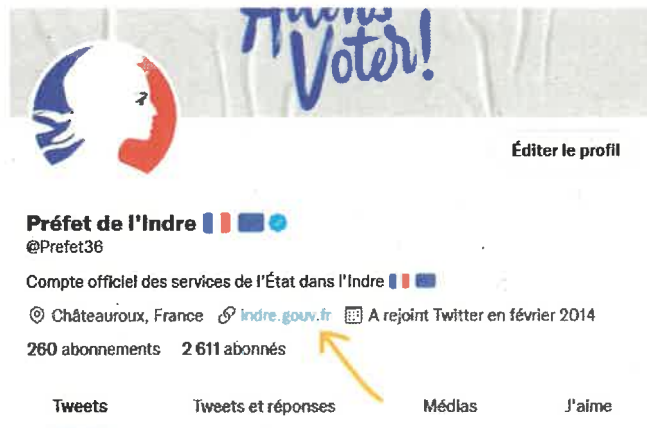 Allons
Voter!
Éditer le profil
Préfet de l'Indre
@Prefet36
Compte officiel des services de l'État dans l'Indre
Châteauroux, France indre.gouv.fr A rejoint Twitter en février 2014
260 abonnements 2 611 abonnés
Tweets Tweets et réponses Médias J'aime